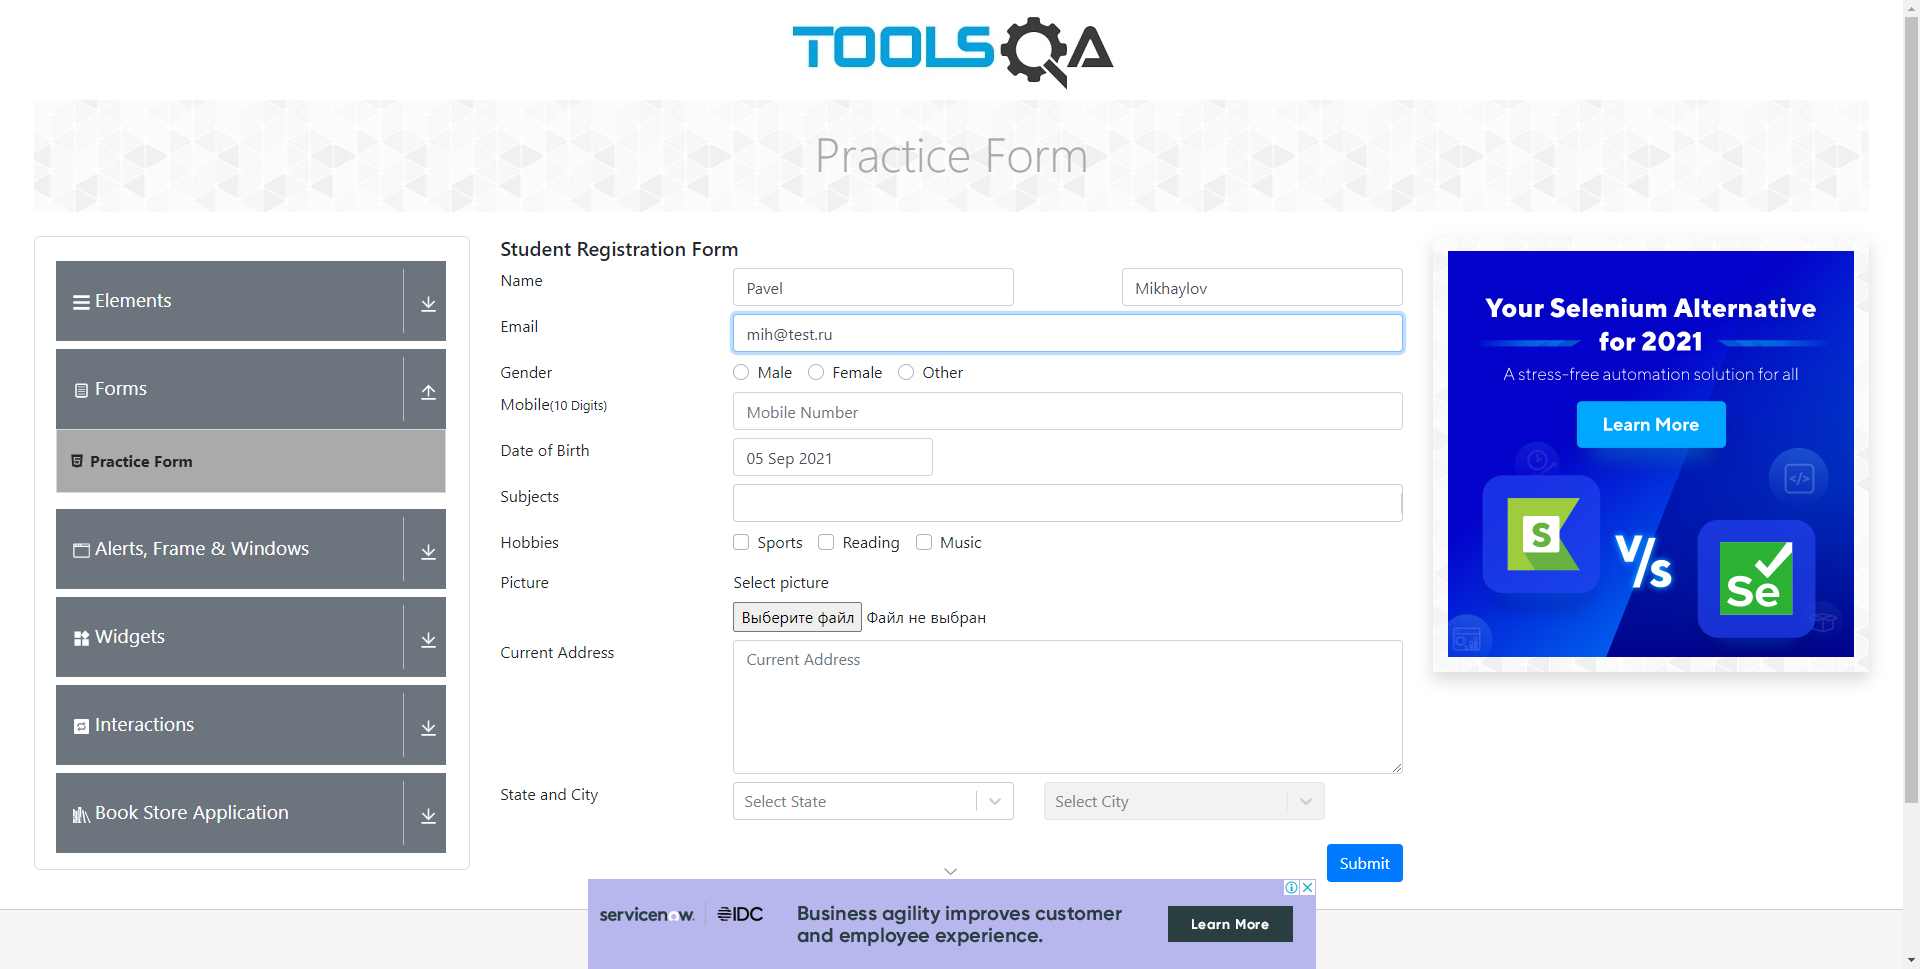 TOOLSQA
Practice Form
Elements
Forms
Practice Form
Alerts, Frame & Windows
Widgets
Interactions
Book Store Application
Student Registration Form
Name
Pavel
Mikhaylov
Email
mih@test.ru
Gender
Male
Female
Other
Mobile(10 Digits)
Mobile Number
Date of Birth
05 Sep 2021
Subjects
Hobbies
Sports
Reading
Music
Picture
Select picture
Выберите файл Файл не выбран
Current Address
Current Address
State and City
Select State
Select City
Submit
Your Selenium Alternative
for 2021
A stress-free automation solution for all
Learn More
S
V/S
Se
servicenow.
IDC
Business agility improves customer
and employee experience.
Learn More